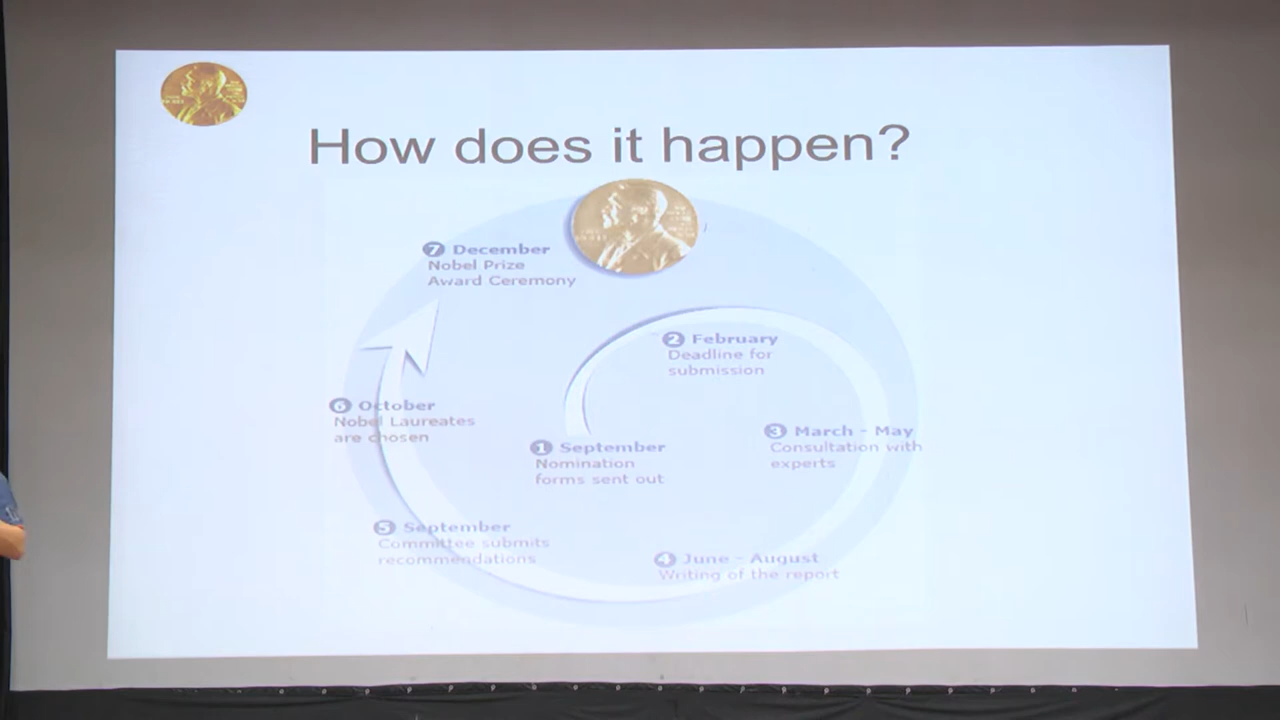 How does it happen?
7 December
Nobel Prize
Award Ceremony
2 February
Deadline for
submission
6 October
Nobel Laureates
are chosen
1 September
Nomination
forms sent out
3 March - May
Consultation with
experts
5 September
Committee submits
recommendations
4 June - August
Writing of the report